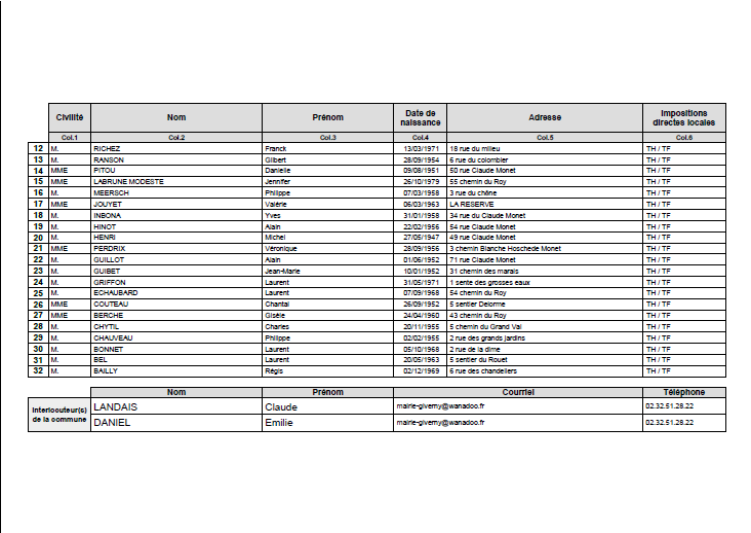 Civilité Nom Prénom Date de naissance Adresse Impositions directes locales
Col.1 Col.2 Col.3 Col.4 Col.5 Col.6
12 M. RICHEZ Franck 13/03/1971 18 rue du milieu TH / TF
13 M. RANSON Gilbert 28/09/1954 6 rue du colombier TH / TF
14 MME PITOU Danielle 09/08/1951 50 rue Claude Monet TH / TF
15 MME LABRUNE MODESTE Jennifer 26/10/1979 55 chemin du Roy TH / TF
16 M. MEERSCH Philippe 07/03/1958 3 rue du chêne TH / TF
17 MME JOUYET Valérie 06/03/1963 LA RESERVE TH / TF
18 M. INBONA Yves 31/01/1958 34 rue du Claude Monet TH / TF
19 M. HINOT Alain 22/02/1956 54 rue Claude Monet TH / TF
20 M. HENRI Michel 27/05/1947 49 rue Claude Monet TH / TF
21 MME PERDRIX Véronique 28/09/1956 3 chemin Blanche Hoschede Monet TH / TF
22 M. GUILLOT Alain 01/06/1952 71 rue Claude Monet TH / TF
23 M. GUIBET Jean-Marie 10/01/1952 31 chemin des marais TH / TF
24 M. GRIFFON Laurent 31/05/1971 1 sente des grosses eaux TH / TF
25 M. ECHAUBARD Laurent 07/09/1968 54 chemin du Roy TH / TF
26 MME COUTEAU Chantal 26/09/1952 5 sentier Delorme TH / TF
27 MME BERCHE Gisèle 24/04/1960 43 chemin du Roy TH / TF
28 M. CHYTIL Charles 20/11/1955 5 chemin du Grand Val TH / TF
29 M. CHAUVEAU Philippe 02/02/1955 2 rue des grands jardins TH / TF
30 M. BONNET Laurent 05/10/1968 2 rue de la dîme TH / TF
31 M. BEL Laurent 20/05/1963 5 sentier du Rouet TH / TF
32 M. BAILLY Régis 02/12/1969 6 rue des chandeliers TH / TF
Nom Prénom Courriel Téléphone
Interlocuteur(s) de la commune
LANDAIS Claude mairie-giverny@wanadoo.fr 02.32.51.28.22
DANIEL Emilie mairie-giverny@wanadoo.fr 02.32.51.28.22